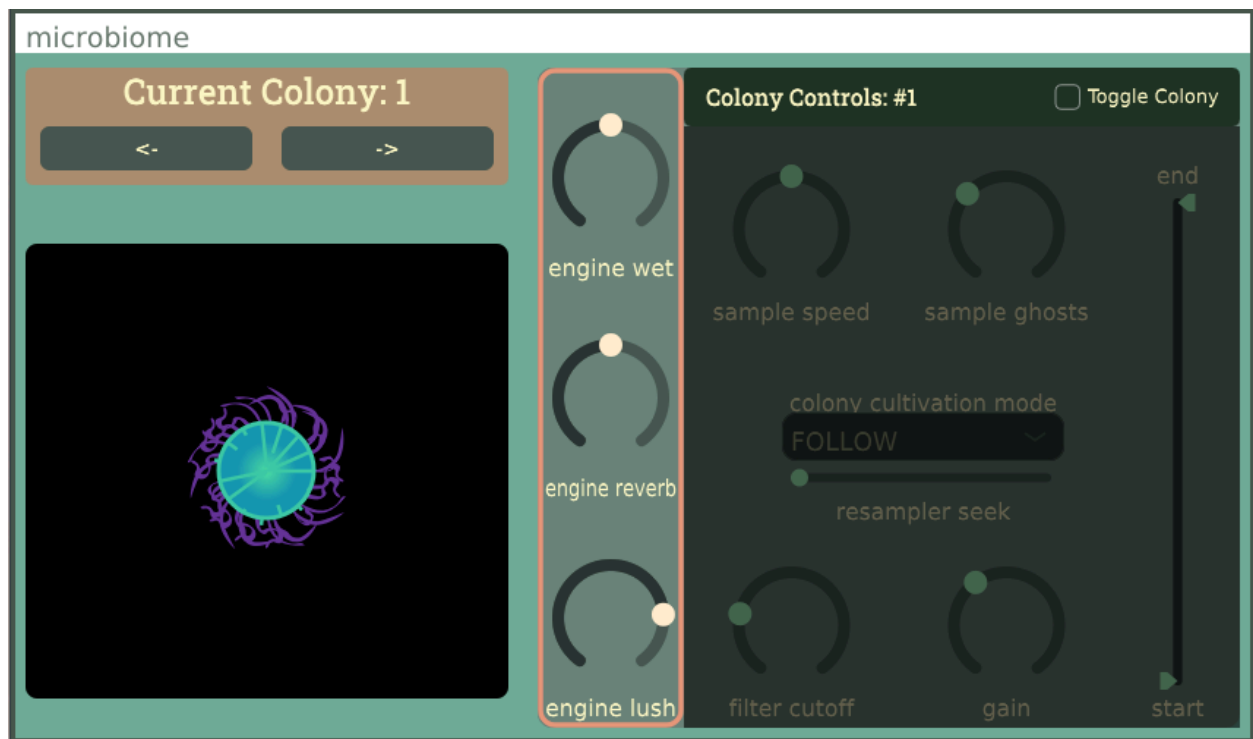 microbiome
Current Colony: 1
<-
->
engine wet
engine reverb
engine lush
Colony Controls: #1
Toggle Colony
sample speed
sample ghosts
end
colony cultivation mode
FOLLOW
resampler seek
filter cutoff
gain
start